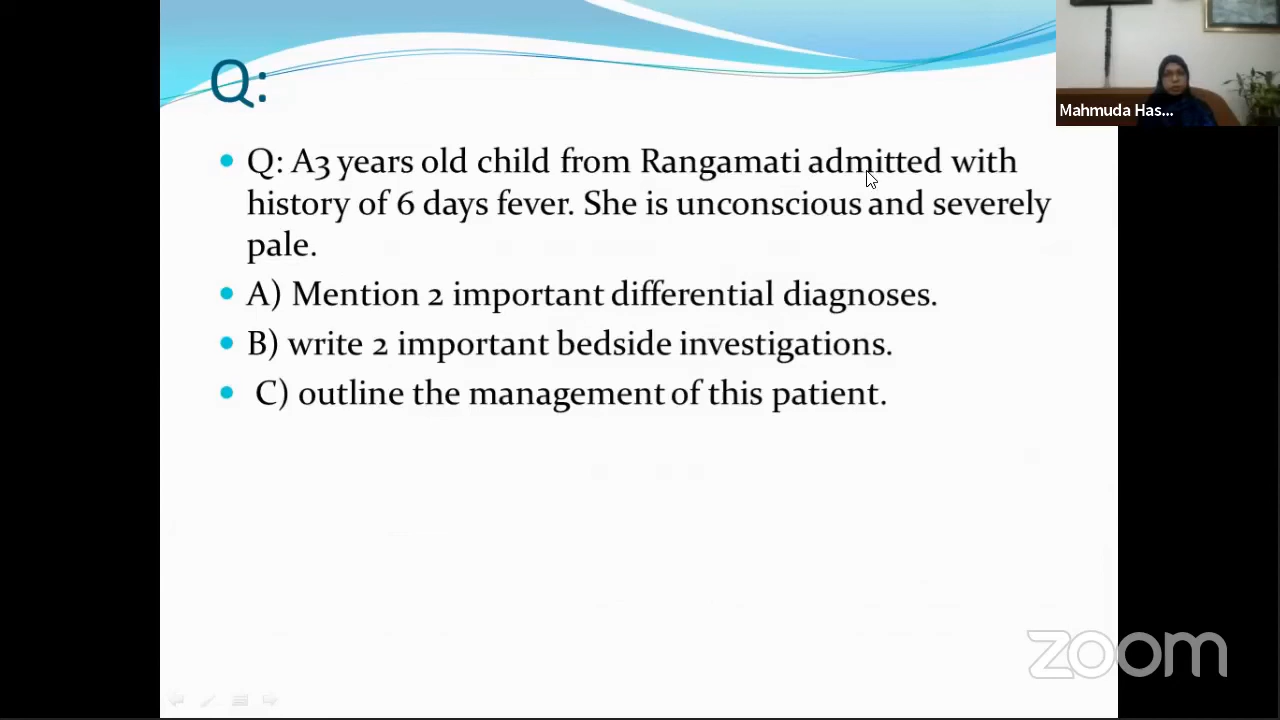 Q:
Q: A3 years old child from Rangamati admitted with
history of 6 days fever. She is unconscious and severely
pale.
A) Mention 2 important differential diagnoses.
B) write 2 important bedside investigations.
C) outline the management of this patient.
Mahmuda Has...
zoom